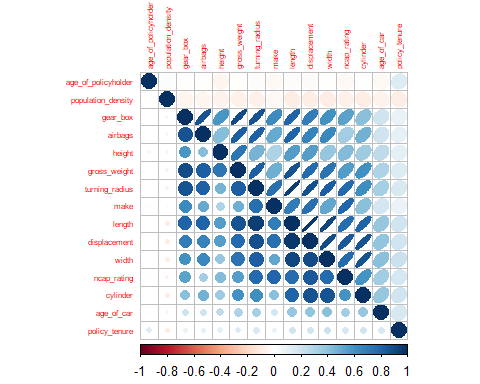 age_of_policyholder
population_density
gear_box
airbags
height
gross_weight
turning_radius
make
length
displacement
width
ncap_rating
cylinder
age_of_car
policy_tenure
age_of_policyholder
population_density
gear_box
airbags
height
gross_weight
turning_radius
make
length
displacement
width
ncap_rating
cylinder
age_of_car
policy_tenure
-1 -0.8 -0.6 -0.4 -0.2 0 0.2 0.4 0.6 0.8 1